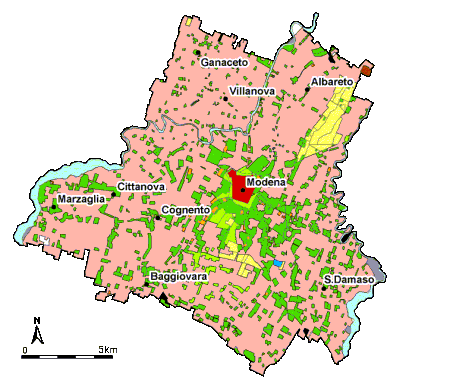 Ganaceto
Albareto
Villanova
Modena
Cittanova
Marzaglia
Cognento
Baggiovara
S.Damaso
N
0 5km